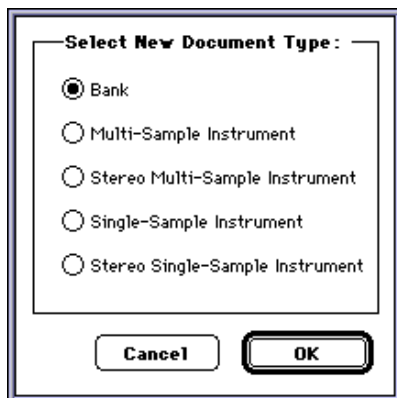 Select New Document Type:
Bank
Multi-Sample Instrument
Stereo Multi-Sample Instrument
Single-Sample Instrument
Stereo Single-Sample Instrument
Cancel OK